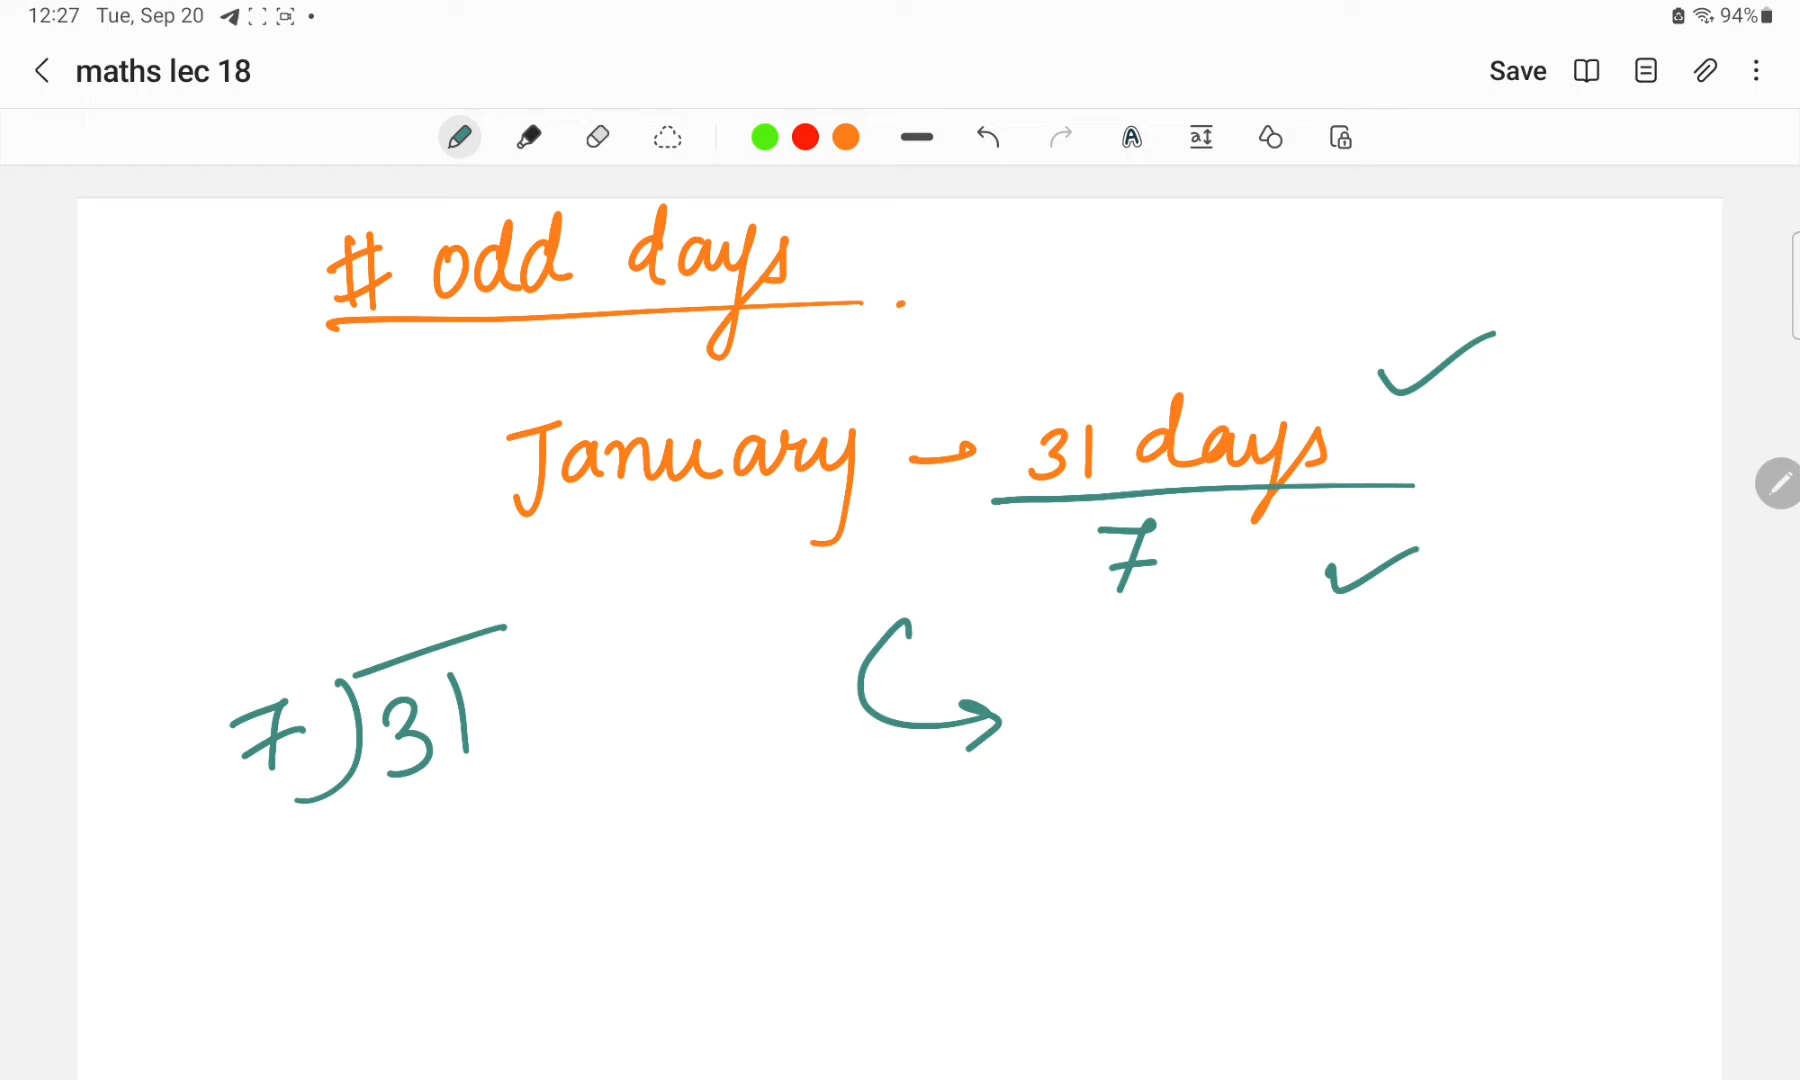 12:27 Tue, Sep 20 94%
maths lec 18
Save
# odd days.
January → 31 days
7
7)31